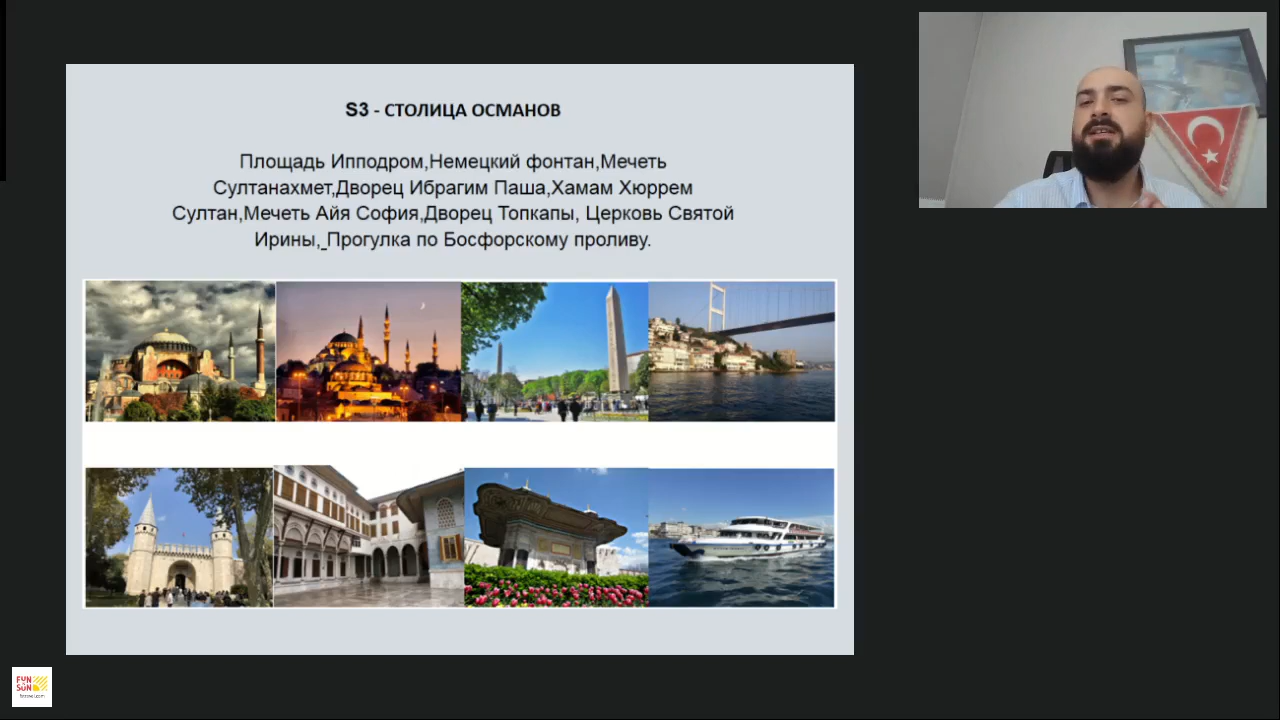 S3 - СТОЛИЦА ОСМАНОВ
Площадь Ипподром,Немецкий фонтан,Мечеть
Султанахмет,Дворец Ибрагим Паша,Хамам Хюррем
Султан,Мечеть Айя София,Дворец Топкапы, Церковь Святой
Ирины,_Прогулка по Босфорскому проливу.
FUN
SUN